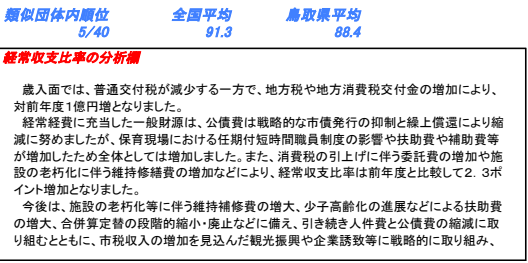 類似団体内順位 全国平均 鳥取県平均
5/40 91.3 88.4
経常収支比率の分析欄
歳入面では、普通交付税が減少する一方で、地方税や地方消費税交付金の増加により、
対前年度1億円増となりました。
経常経費に充当した一般財源は、公債費は戦略的な市債発行の抑制と繰上償還により縮
減に努めましたが、保育現場における任期付短時間職員制度の影響や扶助費や補助費等
が増加したため全体としては増加しました。また、消費税の引上げに伴う委託費の増加や施
設の老朽化に伴う維持修繕費の増加などにより、経常収支比率は前年度と比較して2.3ポ
イント増加となりました。
今後は、施設の老朽化等に伴う維持補修費の増大、少子高齢化の進展などによる扶助費
の増大、合併算定替の段階的縮小・廃止などに備え、引き続き人件費と公債費の縮減に取
り組むとともに、市税収入の増加を見込んだ観光振興や企業誘致等に戦略的に取り組み、